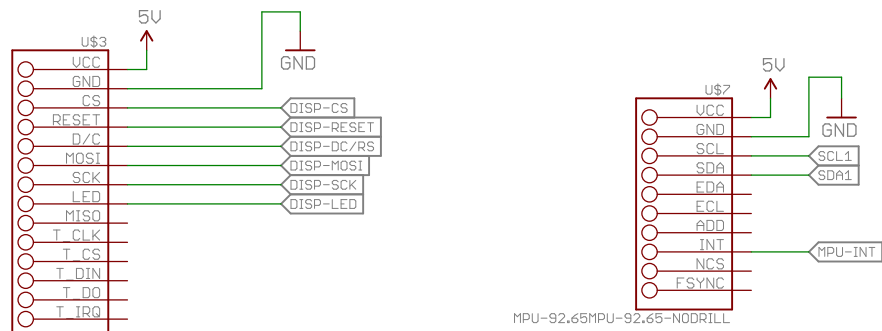 5V
U$3
GND
VCC
GND
CS
DISP-CS
RESET
DISP-RESET
D/C
DISP-DC/RS
MOSI
DISP-MOSI
SCK
DISP-SCK
LED
DISP-LED
MISO
T_CLK
T_CS
T_DIN
T_DO
T_IRQ
5V
U$7
GND
VCC
GND
SCL
SCL1
SDA
SDA1
EDA
ECL
ADD
INT
MPU-INT
NCS
FSYNC
MPU-92.65MPU-92.65-NODRILL